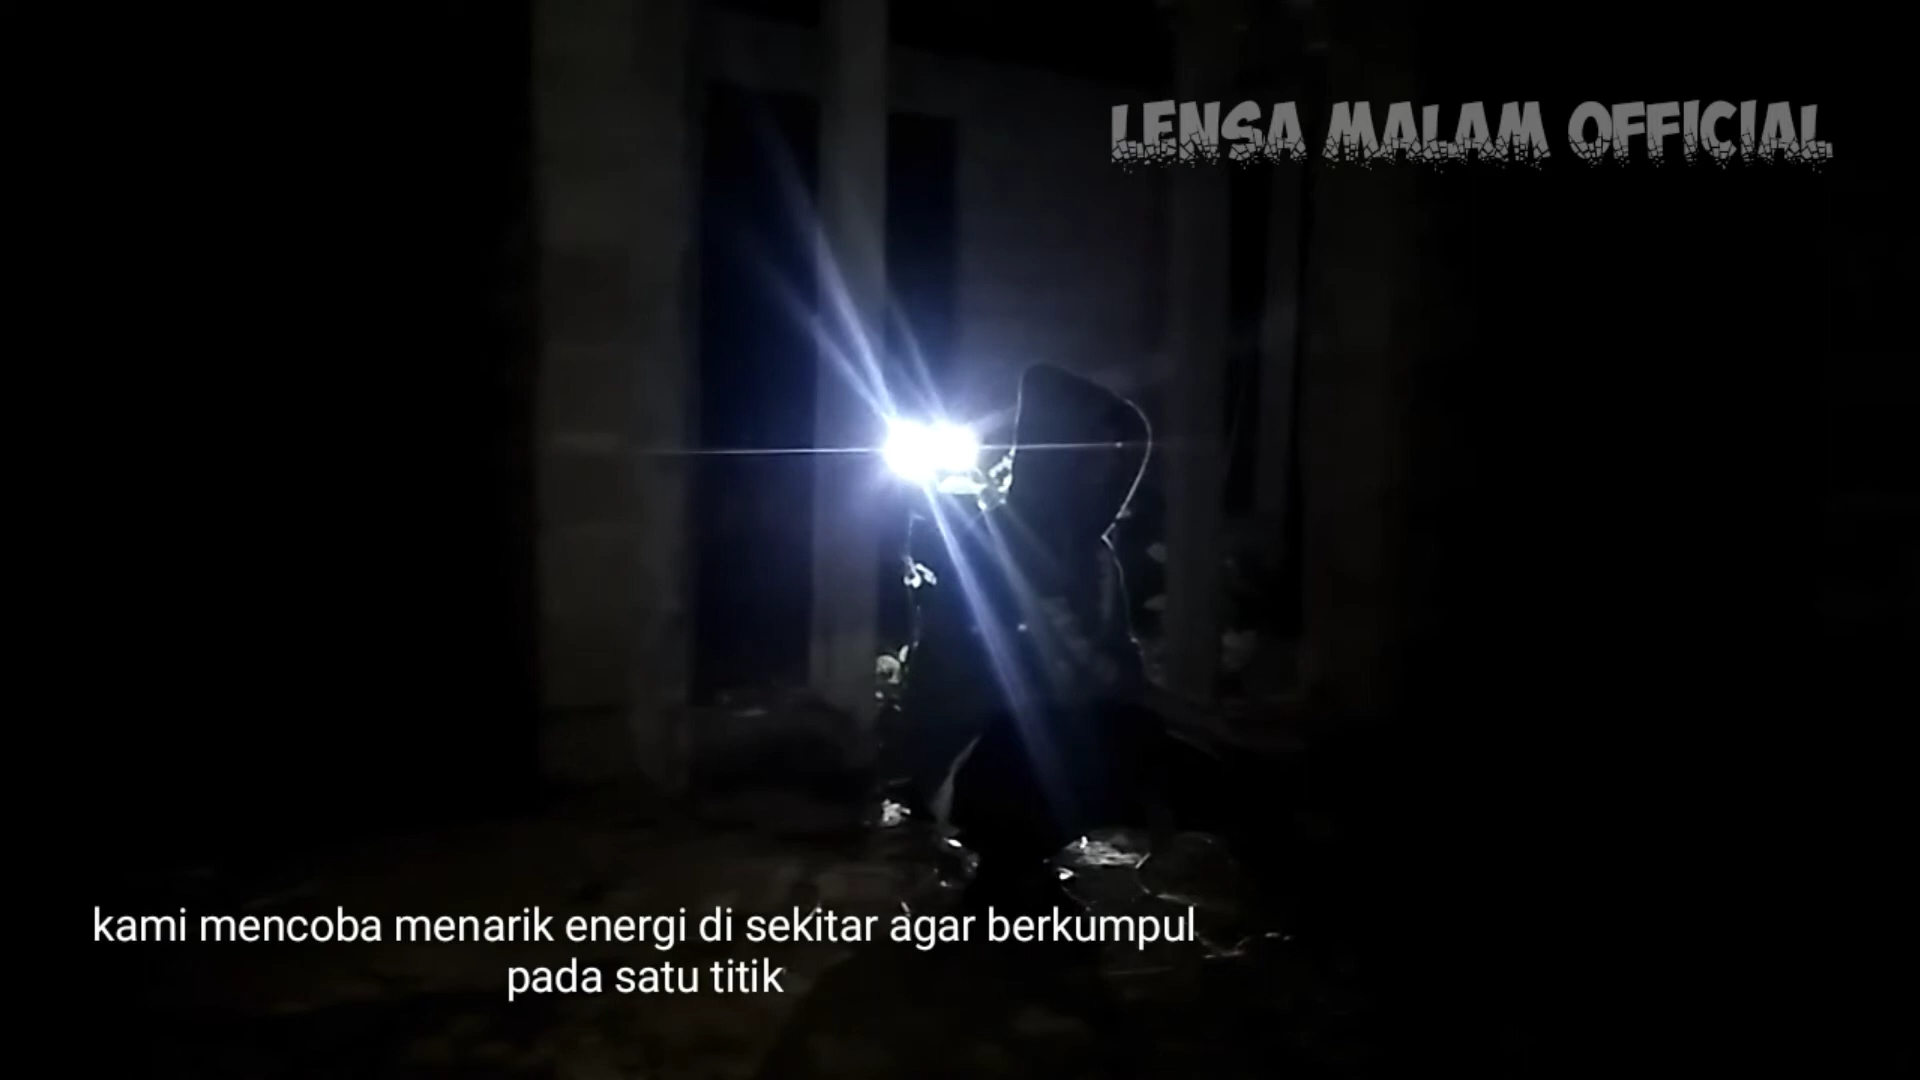 LENSA MALAM OFFICIAL
kami mencoba menarik energi di sekitar agar berkumpul
pada satu titik